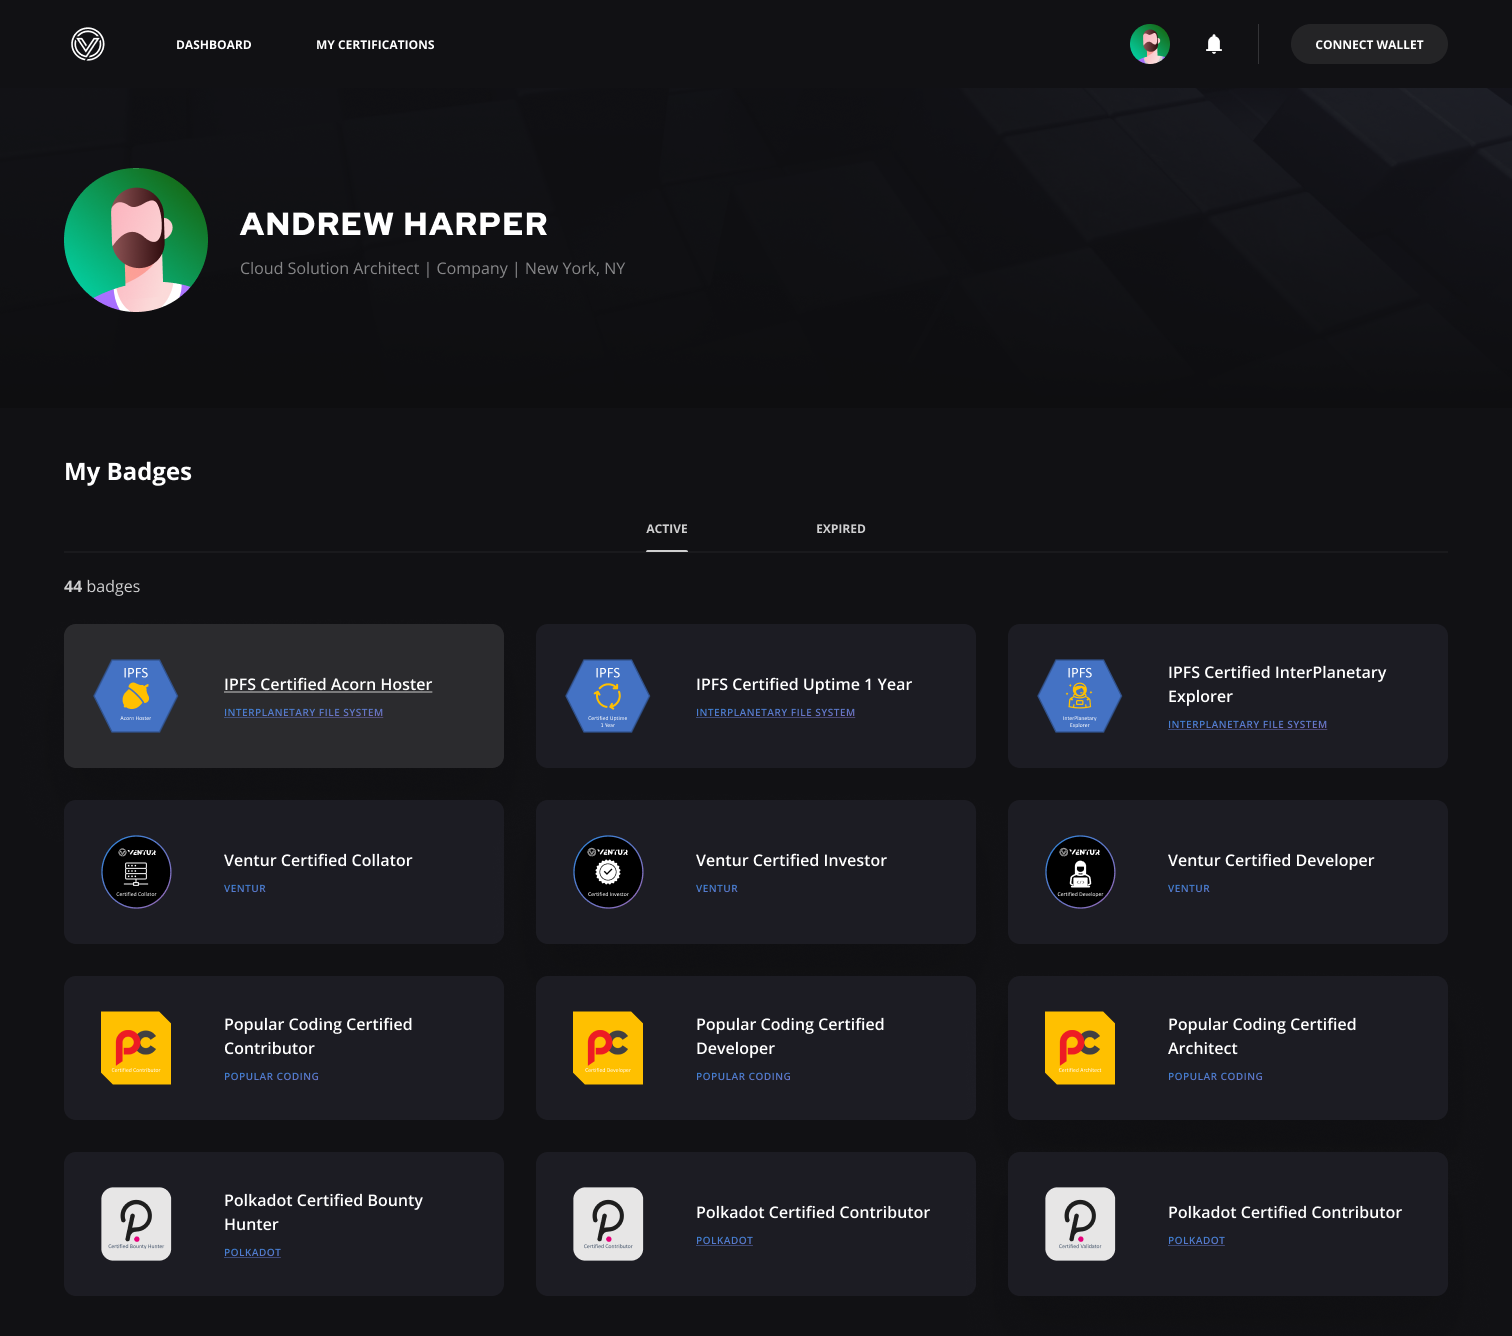 DASHBOARD
MY CERTIFICATIONS
CONNECT WALLET
ANDREW HARPER
Cloud Solution Architect | Company | New York, NY
My Badges
ACTIVE
EXPIRED
44 badges
IPFS
Acorn Hoster
IPFS Certified Acorn Hoster
INTERPLANETARY FILE SYSTEM
IPFS
Certified Uptime
1 Year
IPFS Certified Uptime 1 Year
INTERPLANETARY FILE SYSTEM
IPFS
InterPlanetary
Explorer
IPFS Certified InterPlanetary
Explorer
INTERPLANETARY FILE SYSTEM
VENTUR
Certified Collator
Ventur Certified Collator
VENTUR
VENTUR
Certified Investor
Ventur Certified Investor
VENTUR
VENTUR
Certified Developer
Ventur Certified Developer
VENTUR
pc
Certified Contributor
Popular Coding Certified
Contributor
POPULAR CODING
pc
Certified Developer
Popular Coding Certified
Developer
POPULAR CODING
pc
Certified Architect
Popular Coding Certified
Architect
POPULAR CODING
Certified Bounty Hunter
Polkadot Certified Bounty
Hunter
POLKADOT
Certified Contributor
Polkadot Certified Contributor
POLKADOT
Certified Validator
Polkadot Certified Contributor
POLKADOT